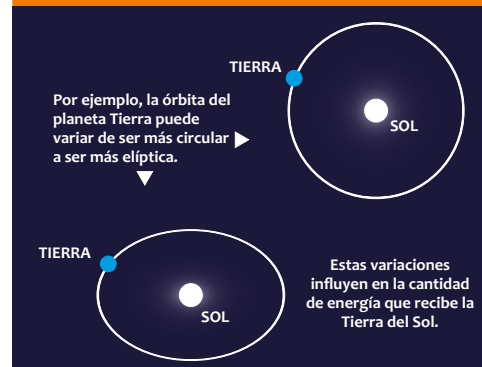 TIERRA
Por ejemplo, la órbita del
planeta Tierra puede
variar de ser más circular
a ser más elíptica.
SOL
TIERRA
SOL
Estas variaciones
influyen en la cantidad
de energía que recibe la
Tierra del Sol.